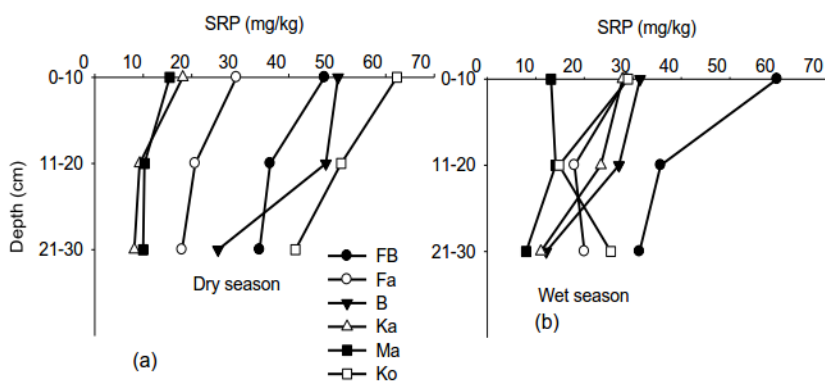 SRP (mg/kg)
0 10 20 30 40 50 60 70
0-10
11-20
21-30
Depth (cm)
Dry season
(a)
FB
Fa
B
Ka
Ma
Ko
SRP (mg/kg)
0 10 20 30 40 50 60 70
0-10
11-20
21-30
Wet season
(b)